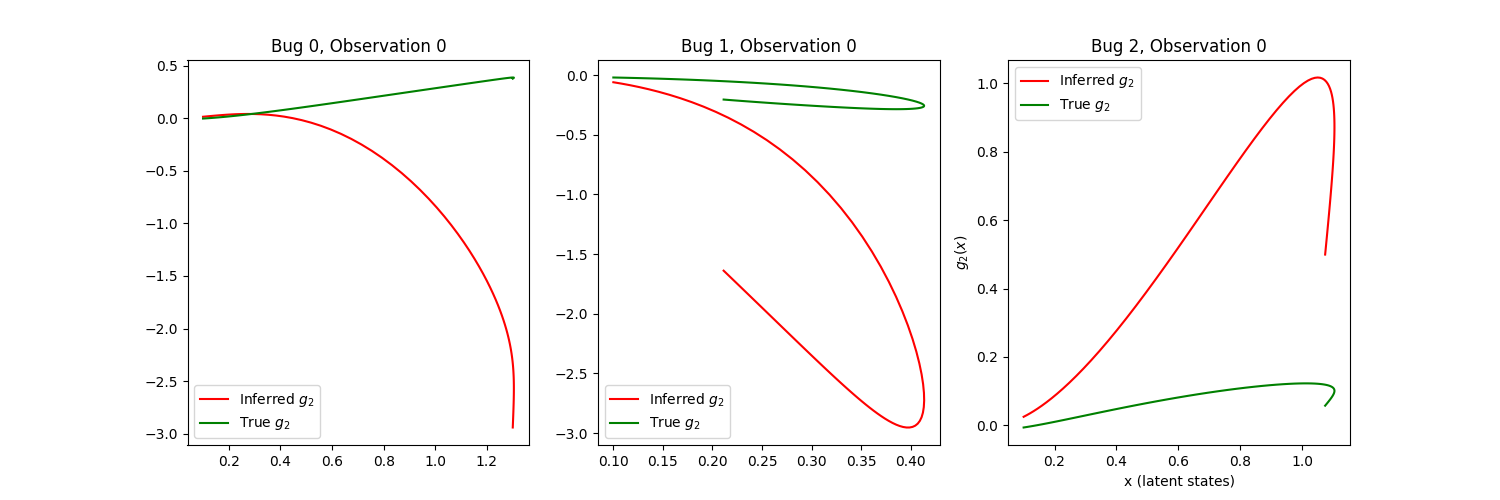 Bug 0, Observation 0
0.5
0.0
−0.5
−1.0
−1.5
−2.0
−2.5
−3.0
0.2 0.4 0.6 0.8 1.0 1.2
Inferred g₂
True g₂
Bug 1, Observation 0
0.0
−0.5
−1.0
−1.5
−2.0
−2.5
−3.0
0.10 0.15 0.20 0.25 0.30 0.35 0.40
Inferred g₂
True g₂
Bug 2, Observation 0
Inferred g₂
True g₂
g₂(x)
1.0
0.8
0.6
0.4
0.2
0.0
0.2 0.4 0.6 0.8 1.0
x (latent states)